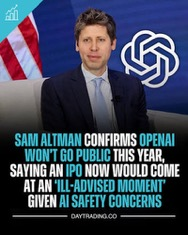 SAM ALTMAN CONFIRMS OPENAI
WON'T GO PUBLIC THIS YEAR,
SAYING AN IPO NOW WOULD COME
AT AN 'ILL-ADVISED MOMENT'
GIVEN AI SAFETY CONCERNS
DAYTRADING.CO